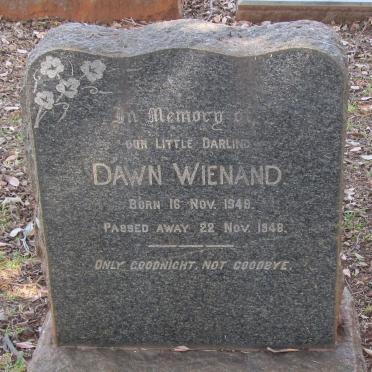 In Memory of
our Little Darling
Dawn Wienand
Born 16 Nov. 1948.
Passed away 22 Nov. 1948.
Only goodnight, not goodbye.